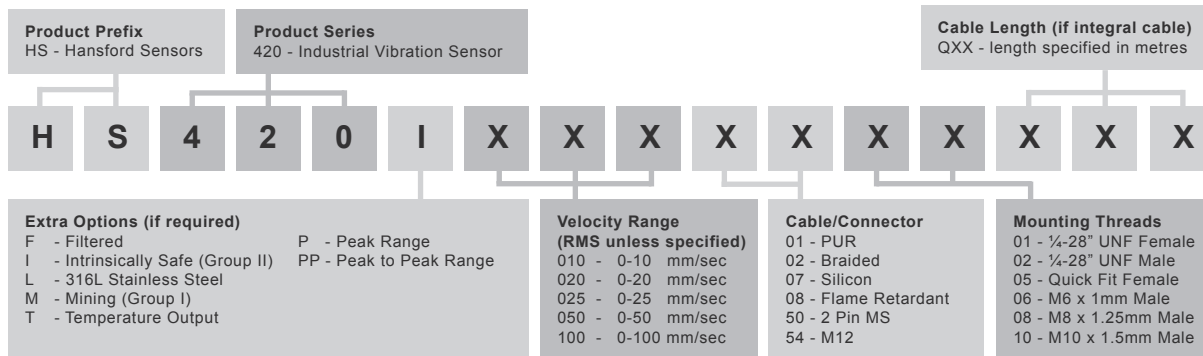 Product Prefix
HS - Hansford Sensors
Product Series
420 - Industrial Vibration Sensor
Cable Length (if integral cable)
QXX - length specified in metres
H S 4 2 0 I X X X X X X X X X X
Extra Options (if required)
F - Filtered
I - Intrinsically Safe (Group II)
L - 316L Stainless Steel
M - Mining (Group I)
T - Temperature Output
P - Peak Range
PP - Peak to Peak Range
Velocity Range
(RMS unless specified)
010 - 0-10 mm/sec
020 - 0-20 mm/sec
025 - 0-25 mm/sec
050 - 0-50 mm/sec
100 - 0-100 mm/sec
Cable/Connector
01 - PUR
02 - Braided
07 - Silicon
08 - Flame Retardant
50 - 2 Pin MS
54 - M12
Mounting Threads
01 - ¼-28” UNF Female
02 - ¼-28” UNF Male
05 - Quick Fit Female
06 - M6 x 1mm Male
08 - M8 x 1.25mm Male
10 - M10 x 1.5mm Male